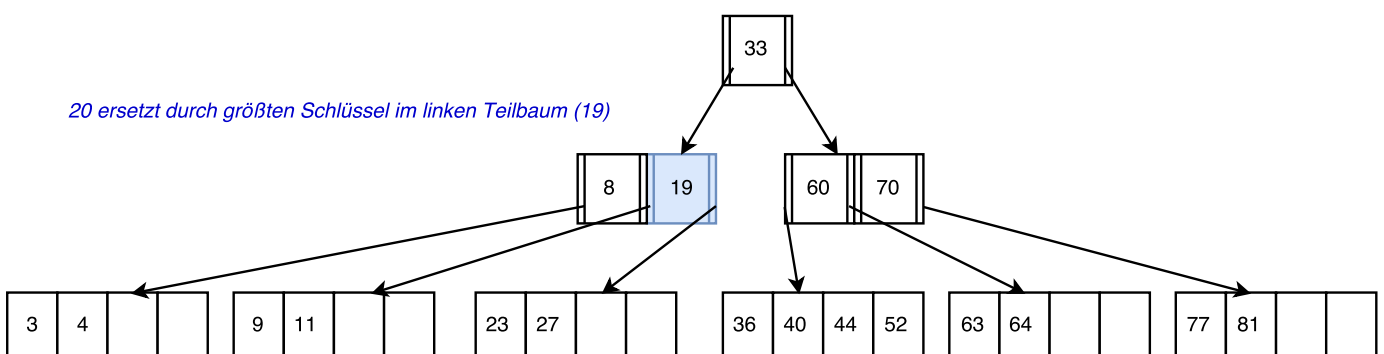 33
20 ersetzt durch größten Schlüssel im linken Teilbaum (19)
8 19 60 70
3 4 9 11 23 27 36 40 44 52 63 64 77 81